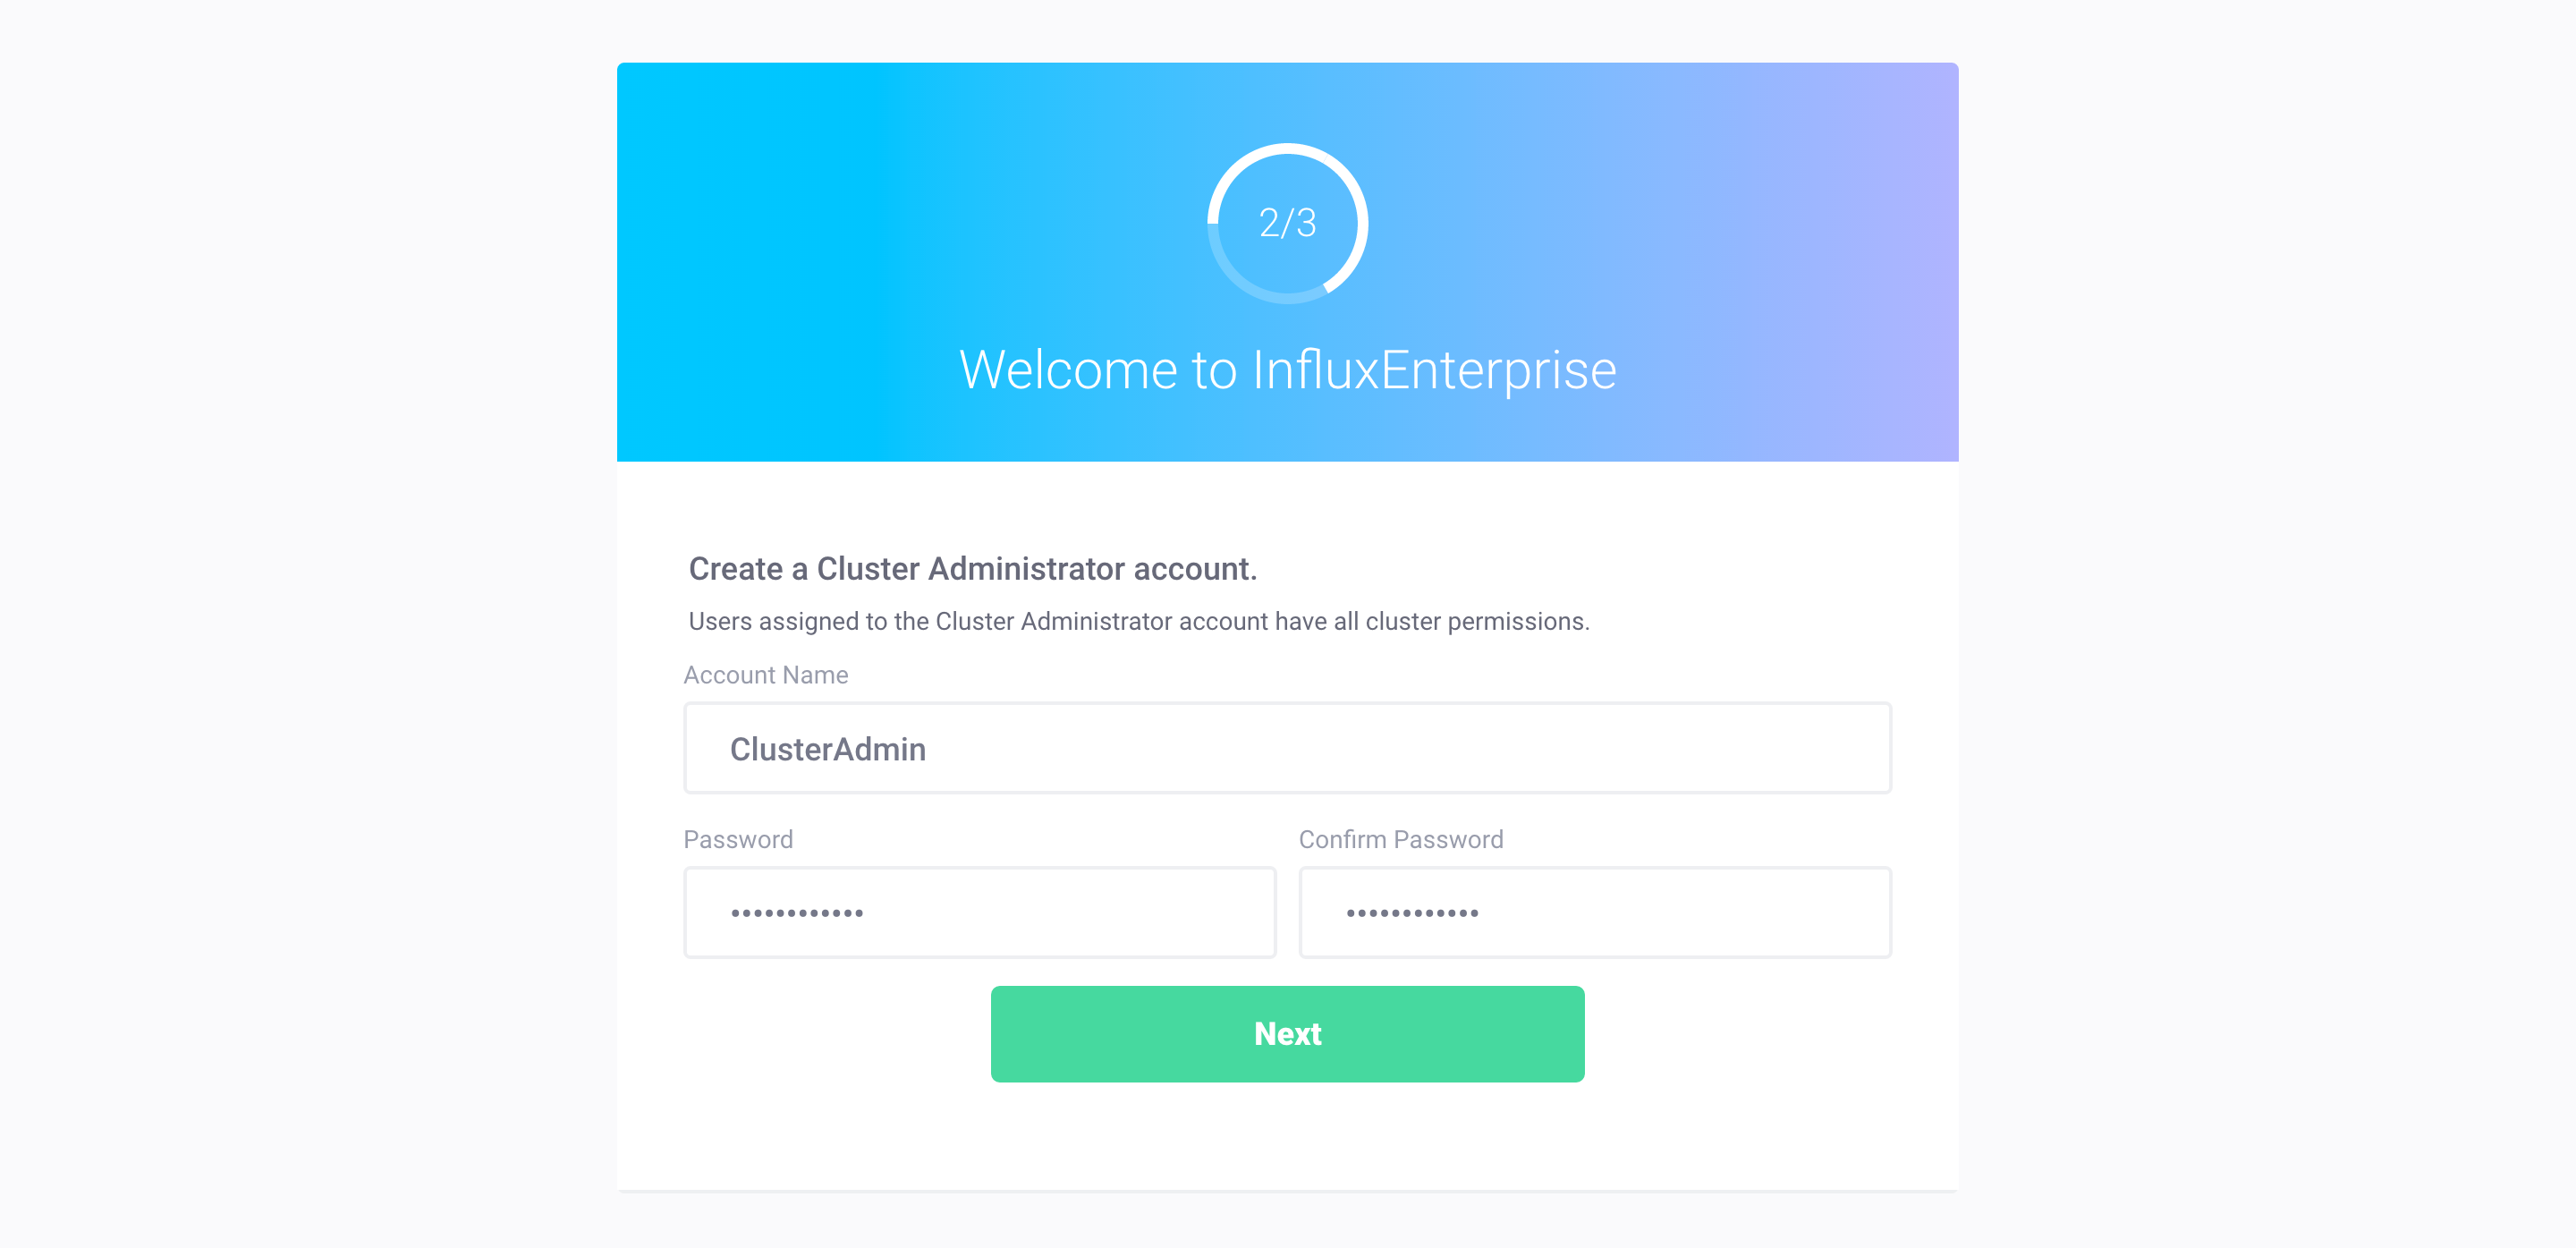 2/3
Welcome to InfluxEnterprise
Create a Cluster Administrator account.
Users assigned to the Cluster Administrator account have all cluster permissions.
Account Name
ClusterAdmin
Password
Confirm Password
••••••••••••
••••••••••••
Next